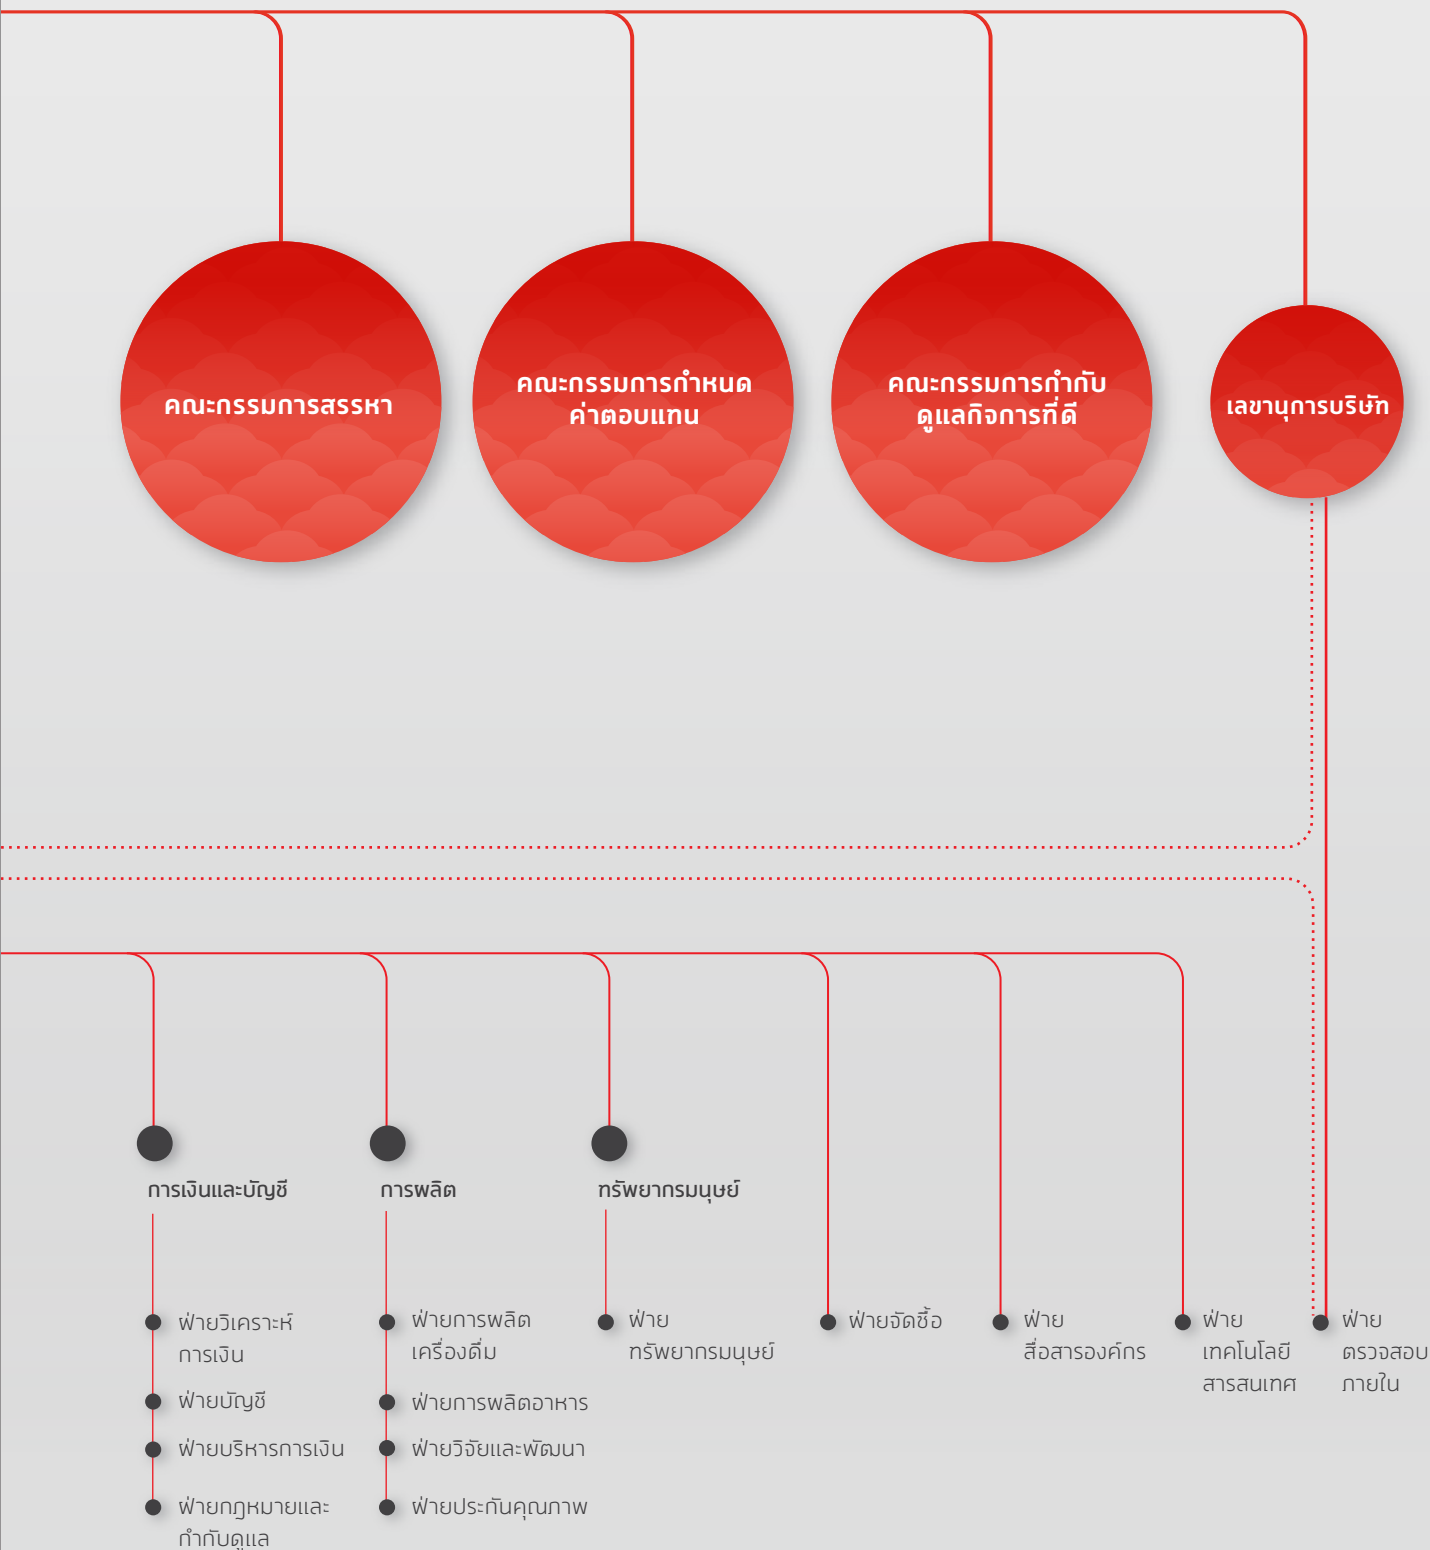 คณะกรรมการสรรหา
คณะกรรมการกำหนด
ค่าตอบแทน
คณะกรรมการกำกับ
ดูแลกิจการที่ดี
เลขานุการบริษัท
การเงินและบัญชี
ฝ่ายวิเคราะห์
การเงิน
ฝ่ายบัญชี
ฝ่ายบริหารการเงิน
ฝ่ายกฎหมายและ
กำกับดูแล
การผลิต
ฝ่ายการผลิต
เครื่องดื่ม
ฝ่ายการผลิตอาหาร
ฝ่ายวิจัยและพัฒนา
ฝ่ายประกันคุณภาพ
ทรัพยากรมนุษย์
ฝ่าย
ทรัพยากรมนุษย์
ฝ่ายจัดซื้อ
ฝ่าย
สื่อสารองค์กร
ฝ่าย
เทคโนโลยี
สารสนเทศ
ฝ่าย
ตรวจสอบ
ภายใน